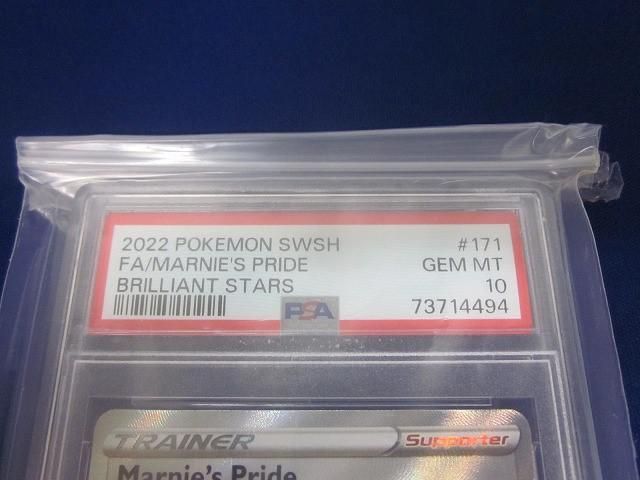 2022 POKEMON SWSH #171
FA/MARNIE'S PRIDE GEM MT
BRILLIANT STARS 10
PSA 73714494
TRAINER Supporter
Marnie's Pride